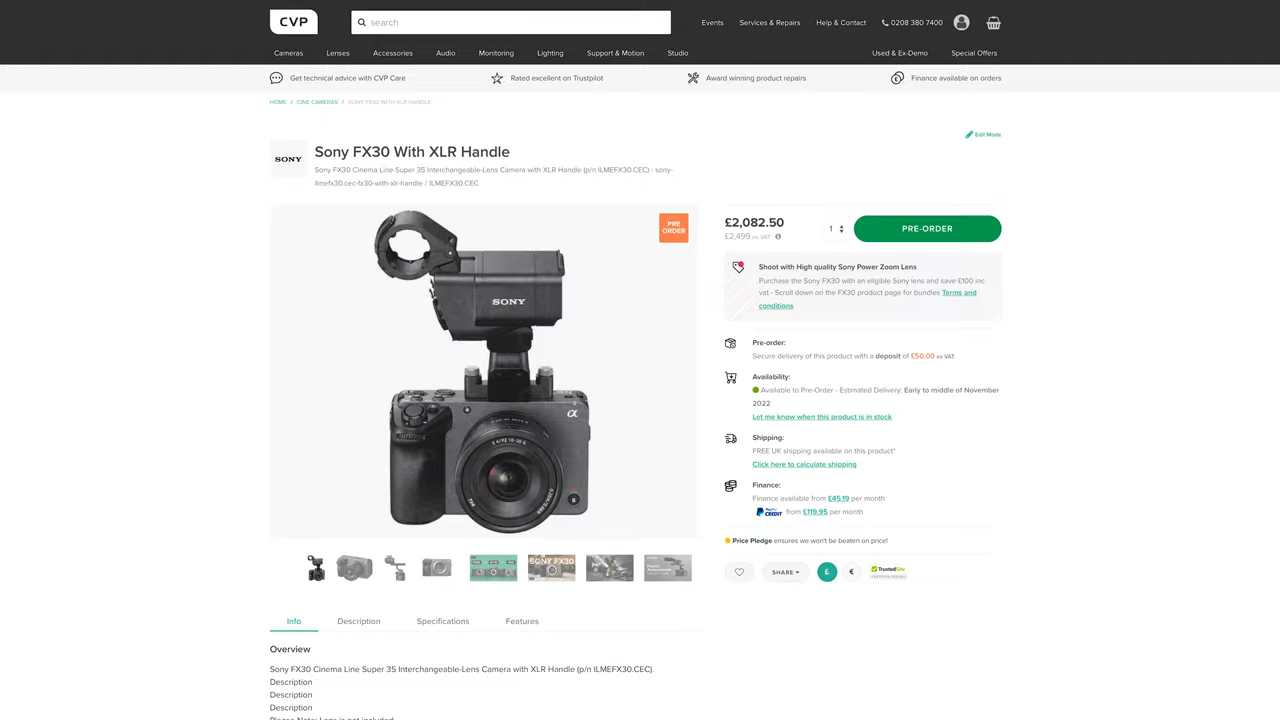 CVP
search
Events
Services & Repairs
Help & Contact
0208 380 7400
Cameras
Lenses
Accessories
Audio
Monitoring
Lighting
Support & Motion
Studio
Used & Ex-Demo
Special Offers
Get technical advice with CVP Care
Rated excellent on Trustpilot
Award winning product repairs
Finance available on orders
HOME / CINE CAMERAS / SONY FX30 WITH XLR HANDLE
Edit Mode
SONY
Sony FX30 With XLR Handle
Sony FX30 Cinema Line Super 35 Interchangeable-Lens Camera with XLR Handle (p/n ILMEFX30.CEC) - sony-
ilmefx30.cec-fx30-with-xlr-handle / ILMEFX30.CEC
PRE
ORDER
SONY
α
£2,082.50
£2,499 inc VAT
1
PRE-ORDER
Shoot with High quality Sony Power Zoom Lens
Purchase the Sony FX30 with an eligible Sony lens and save £100 inc
vat - Scroll down on the FX30 product page for bundles Terms and
conditions
Pre-order:
Secure delivery of this product with a deposit of £50.00 ex VAT
Availability:
Available to Pre-Order - Estimated Delivery: Early to middle of November
2022
Let me know when this product is in stock
Shipping:
FREE UK shipping available on this product*
Click here to calculate shipping
Finance:
Finance available from £45.19 per month
PayPal CREDIT from £119.95 per month
Price Pledge ensures we won't be beaten on price!
SHARE
£
€
TrustedSite
SONY FX30
Info
Description
Specifications
Features
Overview
Sony FX30 Cinema Line Super 35 Interchangeable-Lens Camera with XLR Handle (p/n ILMEFX30.CEC).
Description
Description
Description
Please Note: Lens is not included